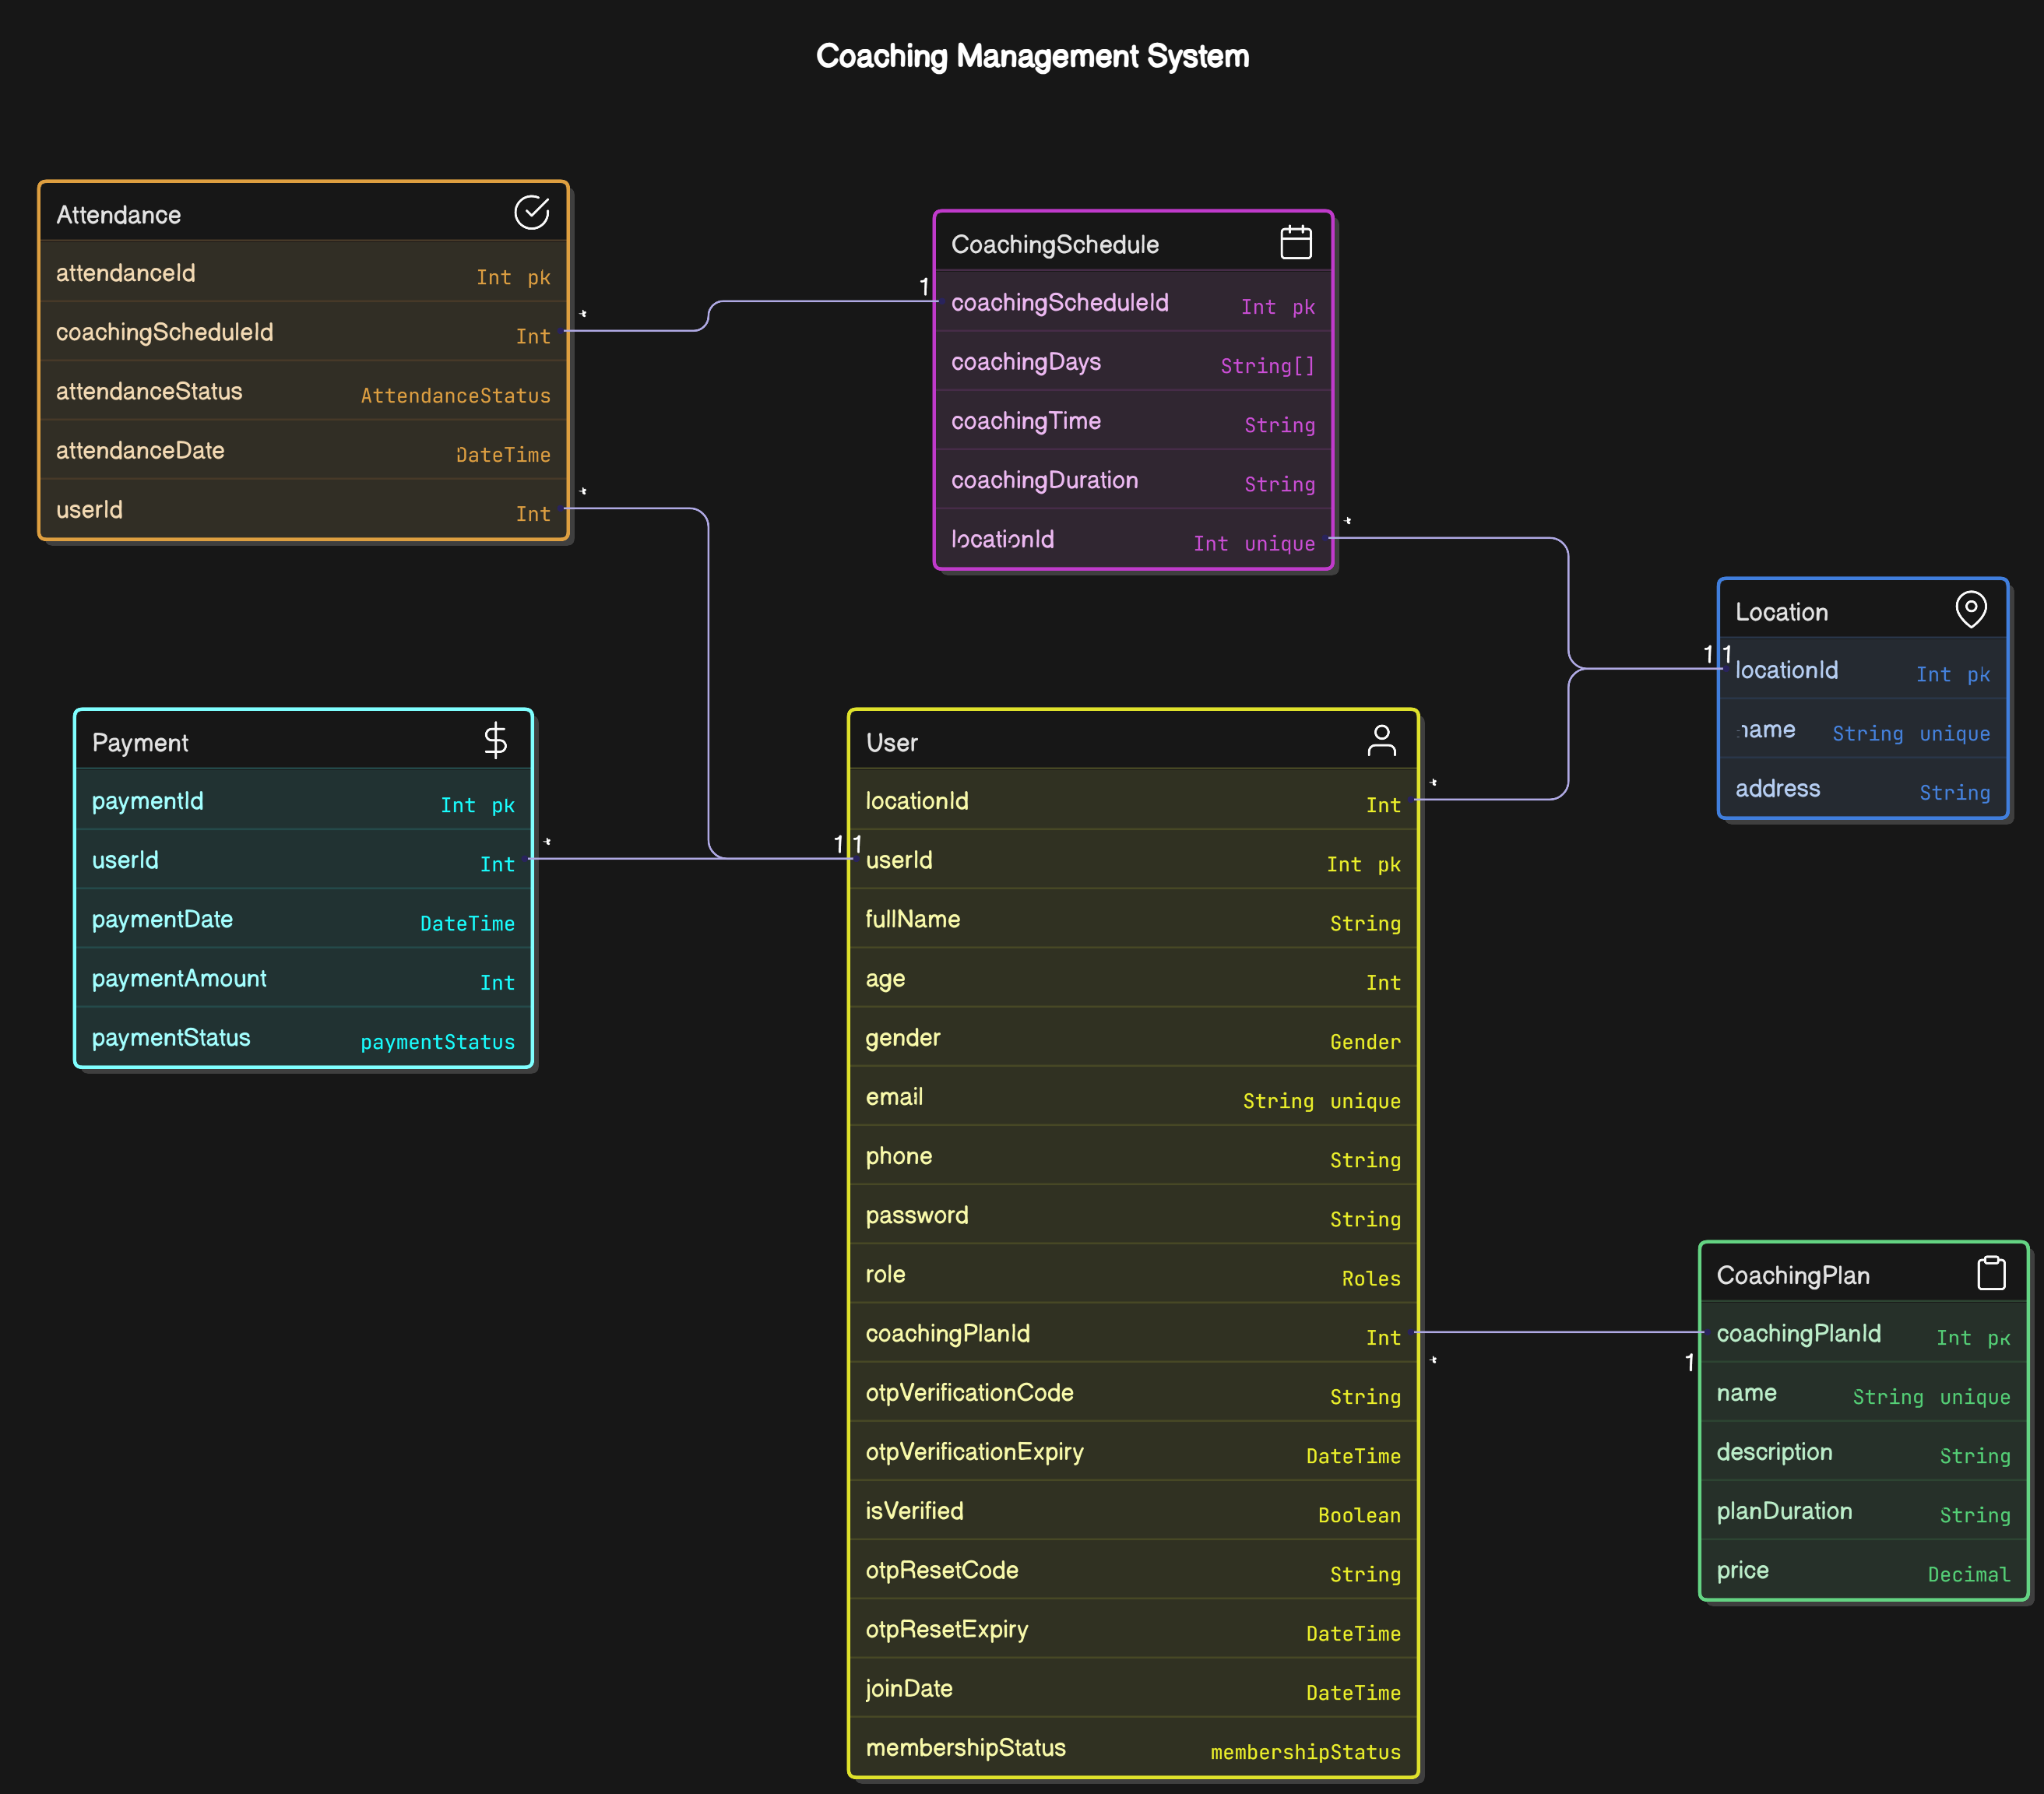 Coaching Management System
Attendance
attendanceId Int pk
coachingScheduleId Int
attendanceStatus AttendanceStatus
attendanceDate DateTime
userId Int
*
*
CoachingSchedule
1
coachingScheduleId Int pk
coachingDays String[]
coachingTime String
coachingDuration String
locationId Int unique
*
Location
1 1
locationId Int pk
name String unique
address String
Payment
paymentId Int pk
userId Int
*
paymentDate DateTime
paymentAmount Int
paymentStatus paymentStatus
User
locationId Int
*
1 1
userId Int pk
fullName String
age Int
gender Gender
email String unique
phone String
password String
role Roles
coachingPlanId Int
*
otpVerificationCode String
otpVerificationExpiry DateTime
isVerified Boolean
otpResetCode String
otpResetExpiry DateTime
joinDate DateTime
membershipStatus membershipStatus
CoachingPlan
coachingPlanId Int pk
1
name String unique
description String
planDuration String
price Decimal